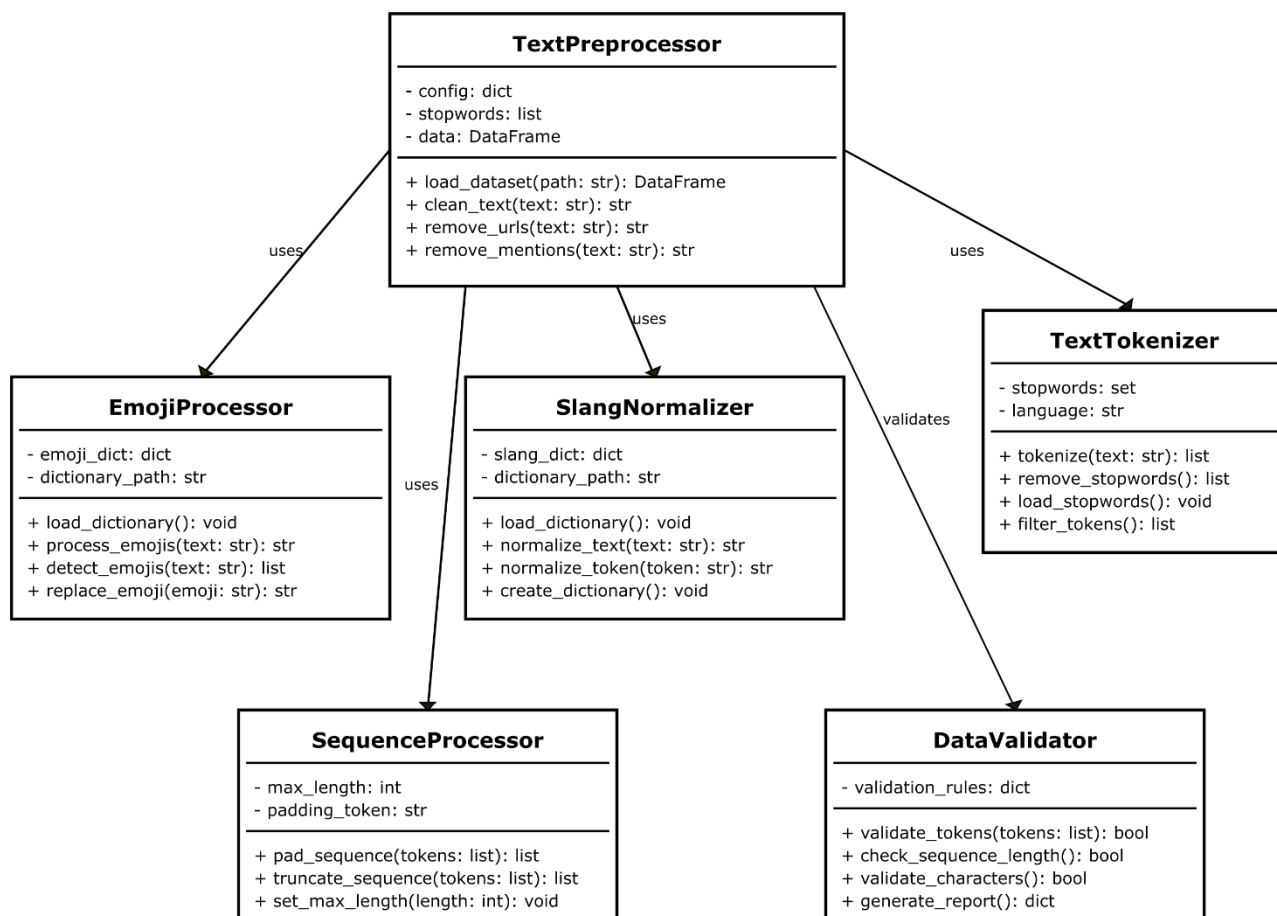 TextPreprocessor
- config: dict
- stopwords: list
- data: DataFrame
+ load_dataset(path: str): DataFrame
+ clean_text(text: str): str
+ remove_urls(text: str): str
+ remove_mentions(text: str): str
uses
uses
uses
uses
validates
EmojiProcessor
- emoji_dict: dict
- dictionary_path: str
+ load_dictionary(): void
+ process_emojis(text: str): str
+ detect_emojis(text: str): list
+ replace_emoji(emoji: str): str
SlangNormalizer
- slang_dict: dict
- dictionary_path: str
+ load_dictionary(): void
+ normalize_text(text: str): str
+ normalize_token(token: str): str
+ create_dictionary(): void
TextTokenizer
- stopwords: set
- language: str
+ tokenize(text: str): list
+ remove_stopwords(): list
+ load_stopwords(): void
+ filter_tokens(): list
SequenceProcessor
- max_length: int
- padding_token: str
+ pad_sequence(tokens: list): list
+ truncate_sequence(tokens: list): list
+ set_max_length(length: int): void
DataValidator
- validation_rules: dict
+ validate_tokens(tokens: list): bool
+ check_sequence_length(): bool
+ validate_characters(): bool
+ generate_report(): dict